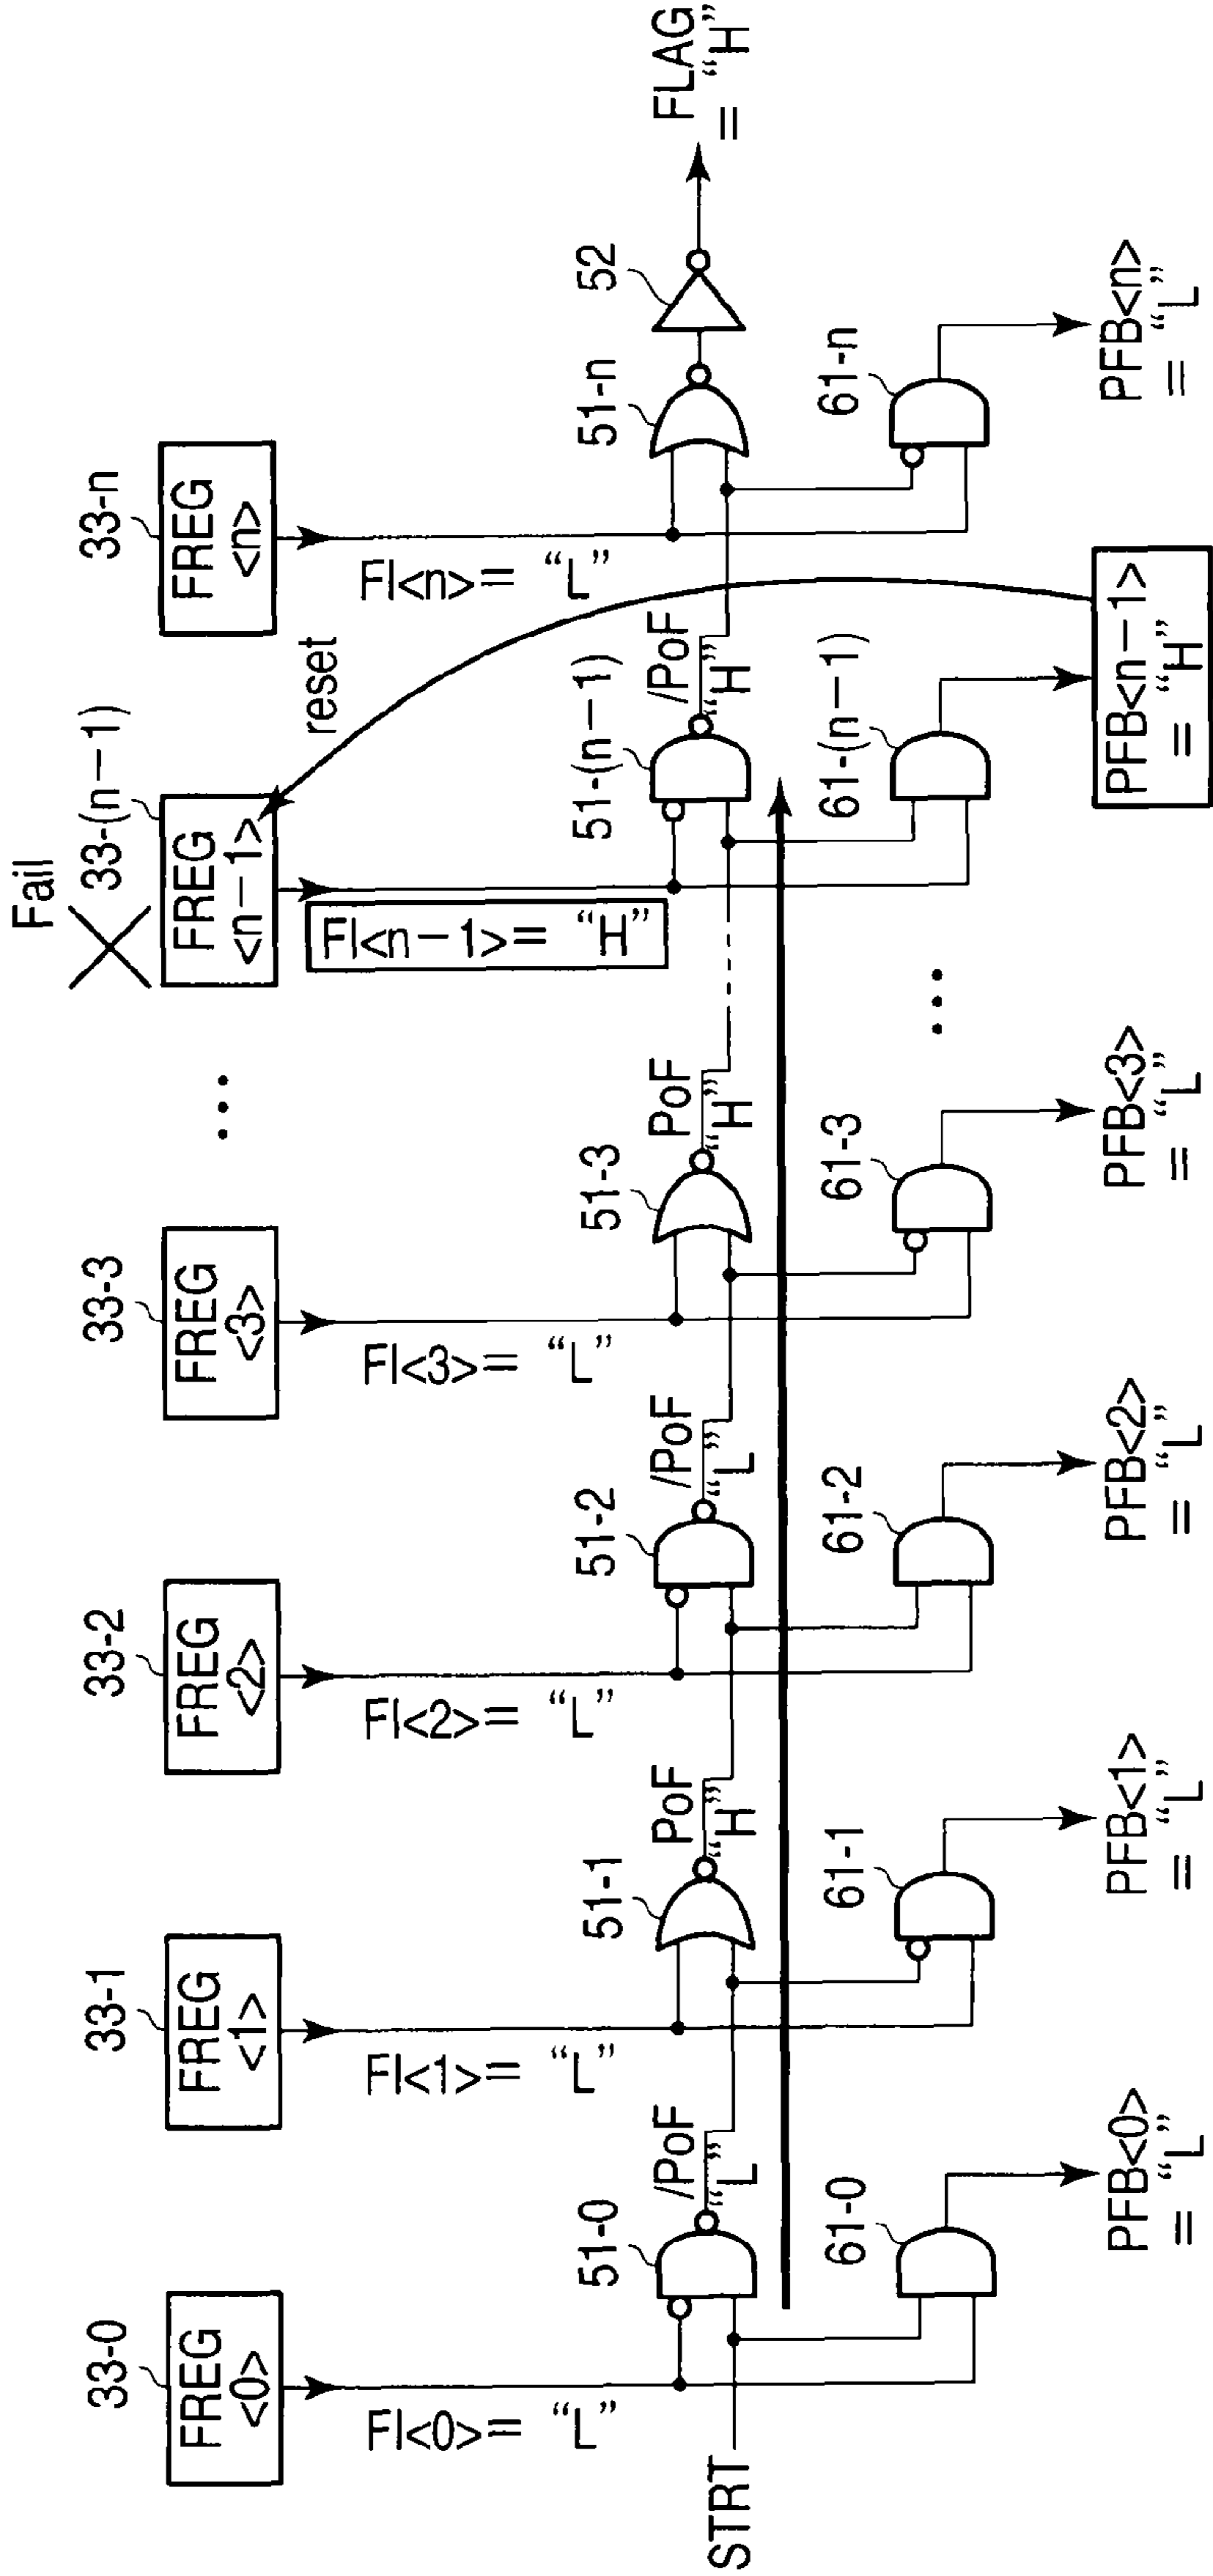 Fail
33-0
33-1
33-2
33-3
33-(n−1)
33-n
FREG
<0>
FREG
<1>
FREG
<2>
FREG
<3>
...
FREG
<n−1>
FREG
<n>
reset
FI<0>= “L”
FI<1>= “L”
FI<2>= “L”
FI<3>= “L”
FI<n−1>= “H”
FI<n>= “L”
51-0
51-1
51-2
51-3
51-(n−1)
51-n
52
/PoF
“L”
PoF
“H”
/PoF
“L”
PoF
“H”
/PoF
“H”
STRT
FLAG
= “H”
61-0
61-1
61-2
61-3
...
61-(n−1)
61-n
PFB<0>
= “L”
PFB<1>
= “L”
PFB<2>
= “L”
PFB<3>
= “L”
PFB<n−1>
= “H”
PFB<n>
= “L”